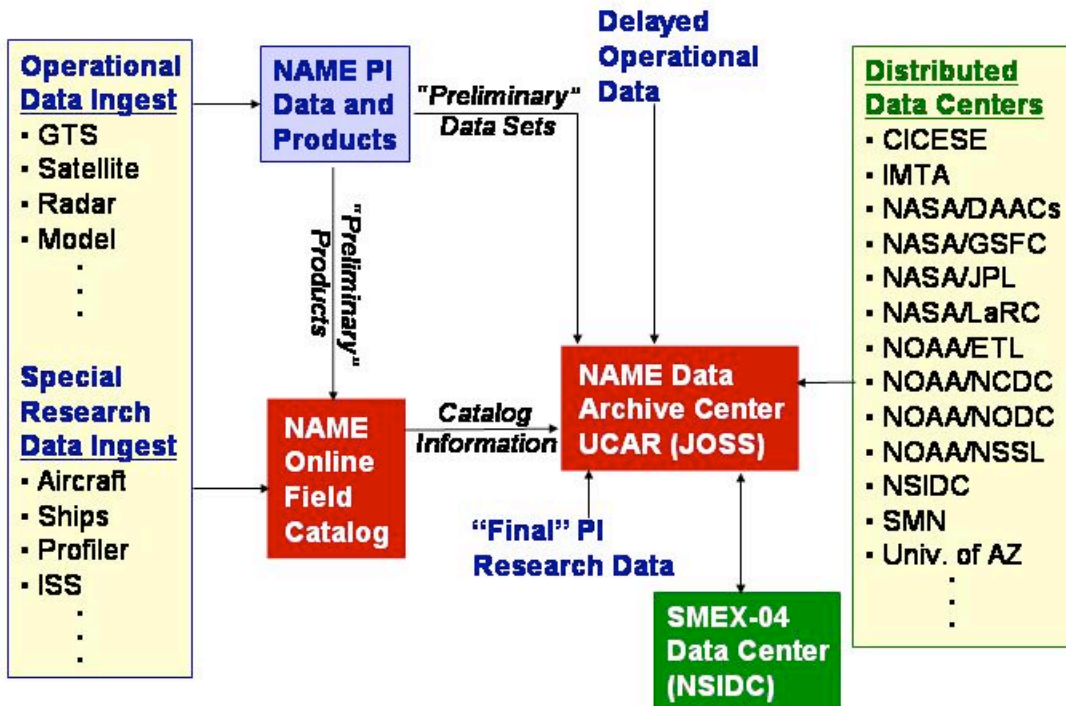 Operational
Data Ingest
▪ GTS
▪ Satellite
▪ Radar
▪ Model
Special
Research
Data Ingest
▪ Aircraft
▪ Ships
▪ Profiler
▪ ISS
NAME PI
Data and
Products
"Preliminary"
Data Sets
"Preliminary"
Products
Delayed
Operational
Data
NAME
Online
Field
Catalog
Catalog
Information
NAME Data
Archive Center
UCAR (JOSS)
“Final” PI
Research Data
SMEX-04
Data Center
(NSIDC)
Distributed
Data Centers
▪ CICESE
▪ IMTA
▪ NASA/DAACs
▪ NASA/GSFC
▪ NASA/JPL
▪ NASA/LaRC
▪ NOAA/ETL
▪ NOAA/NCDC
▪ NOAA/NODC
▪ NOAA/NSSL
▪ NSIDC
▪ SMN
▪ Univ. of AZ